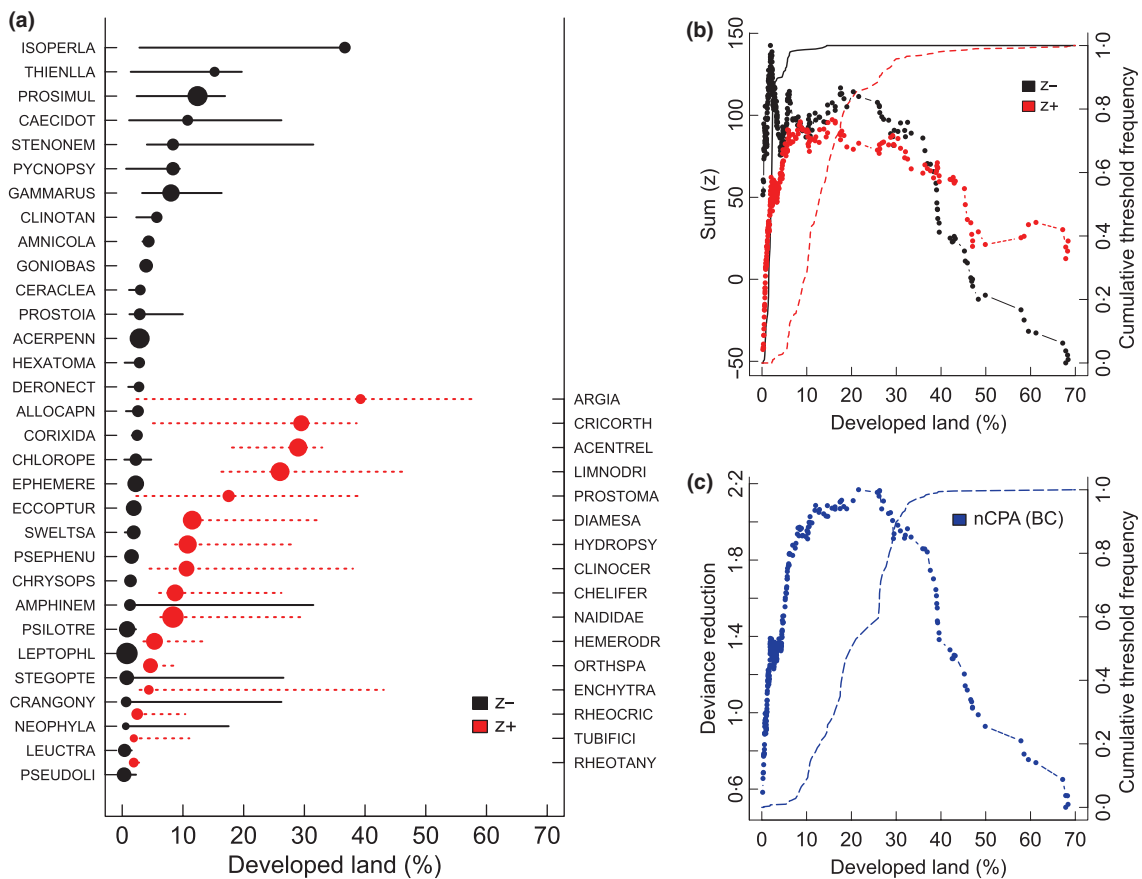 (a)
ISOPERLA
THIENLLA
PROSIMUL
CAECIDOT
STENONEM
PYCNOPSY
GAMMARUS
CLINOTAN
AMNICOLA
GONIOBAS
CERACLEA
PROSTOIA
ACERPENN
HEXATOMA
DERONECT
ALLOCAPN
CORIXIDA
CHLOROPE
EPHEMERE
ECCOPTUR
SWELTSA
PSEPHENU
CHRYSOPS
AMPHINEM
PSILOTRE
LEPTOPHL
STEGOPTE
CRANGONY
NEOPHYLA
LEUCTRA
PSEUDOLI
ARGIA
CRICORTH
ACENTREL
LIMNODRI
PROSTOMA
DIAMESA
HYDROPSY
CLINOCER
CHELIFER
NAIDIDAE
HEMERODR
ORTHSPA
ENCHYTRA
RHEOCRIC
TUBIFICI
RHEOTANY
z−
z+
0 10 20 30 40 50 60 70
Developed land (%)
(b)
150
100
50
0
−50
Sum (z)
z−
z+
1·0
0·8
0·6
0·4
0·2
0·0
Cumulative threshold frequency
0 10 20 30 40 50 60 70
Developed land (%)
(c)
2·2
1·8
1·4
1·0
0·6
Deviance reduction
nCPA (BC)
1·0
0·8
0·6
0·4
0·2
0·0
Cumulative threshold frequency
0 10 20 30 40 50 60 70
Developed land (%)